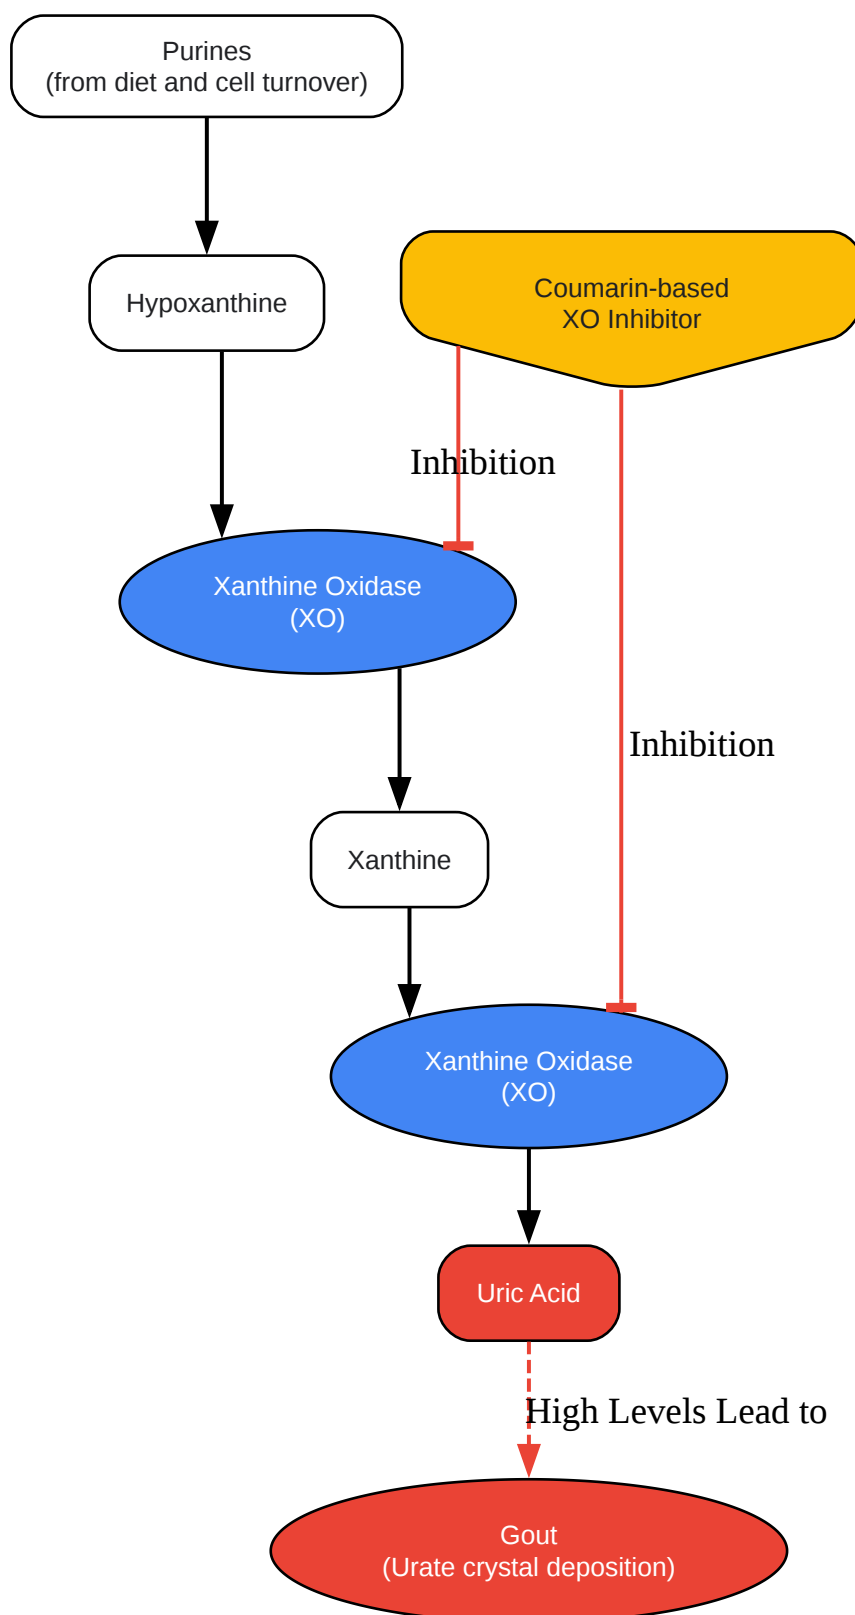 Purines
(from diet and cell turnover)
Hypoxanthine
Coumarin-based
XO Inhibitor
Inhibition
Xanthine Oxidase
(XO)
Inhibition
Xanthine
Xanthine Oxidase
(XO)
Uric Acid
High Levels Lead to
Gout
(Urate crystal deposition)